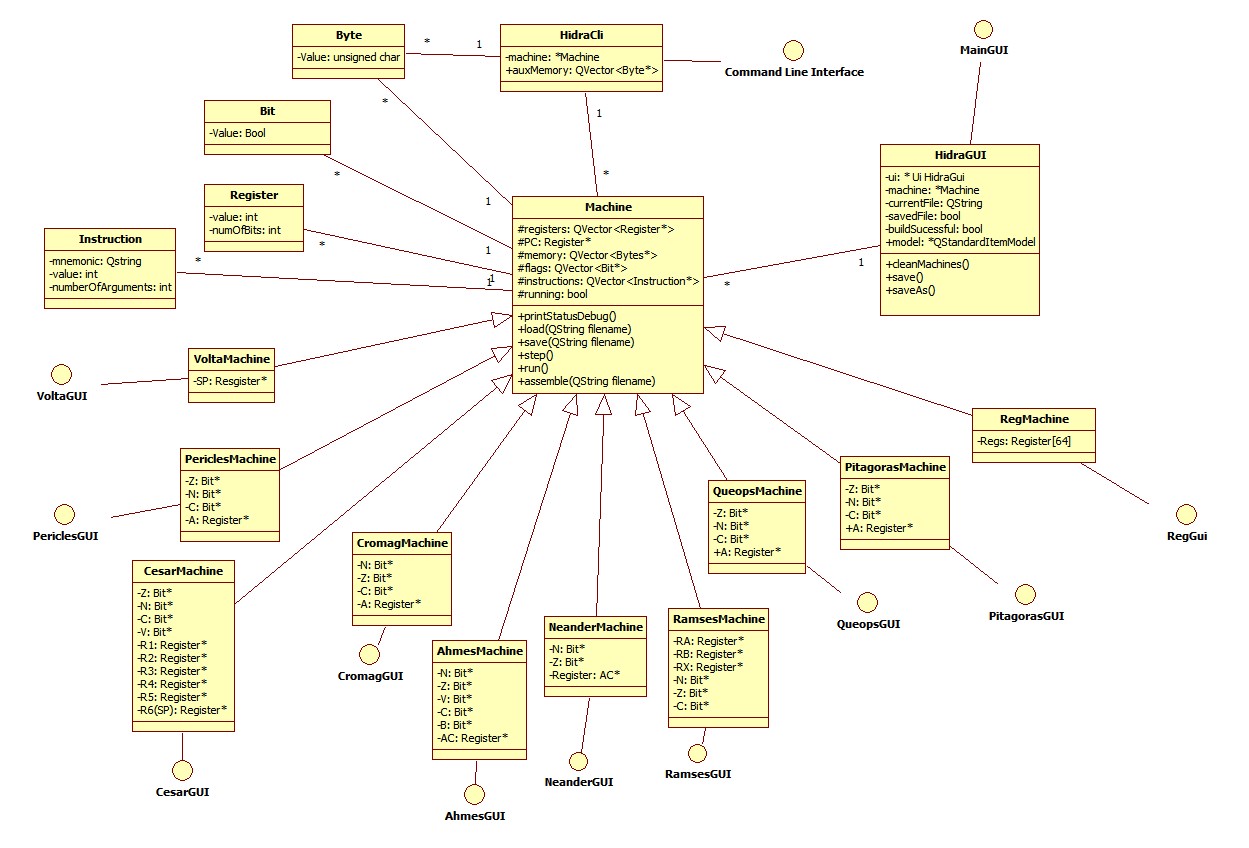 Byte
-Value: unsigned char
*
1
HidraCli
-machine: *Machine
+auxMemory: QVector<Byte*>
Command Line Interface
MainGUI
*
1
Bit
-Value: Bool
*
*
HidraGUI
-ui: * Ui HidraGui
-machine: *Machine
-currentFile: QString
-savedFile: bool
-buildSucessful: bool
+model: *QStandardItemModel
+cleanMachines()
+save()
+saveAs()
Register
-value: int
-numOfBits: int
*
1
1
1
1
Machine
#registers: QVector<Register*>
#PC: Register*
#memory: QVector<Bytes*>
#flags: QVector<Bit*>
#instructions: QVector<Instruction*>
#running: bool
+printStatusDebug()
+load(QString filename)
+save(QString filename)
+step()
+run()
+assemble(QString filename)
*
1
Instruction
-mnemonic: Qstring
-value: int
-numberOfArguments: int
*
VoltaMachine
-SP: Resgister*
VoltaGUI
RegMachine
-Regs: Register[64]
RegGui
PericlesMachine
-Z: Bit*
-N: Bit*
-C: Bit*
-A: Register*
PericlesGUI
PitagorasMachine
-Z: Bit*
-N: Bit*
-C: Bit*
+A: Register*
PitagorasGUI
QueopsMachine
-Z: Bit*
-N: Bit*
-C: Bit*
+A: Register*
QueopsGUI
CromagMachine
-N: Bit*
-Z: Bit*
-C: Bit*
-A: Register*
CromagGUI
CesarMachine
-Z: Bit*
-N: Bit*
-C: Bit*
-V: Bit*
-R1: Register*
-R2: Register*
-R3: Register*
-R4: Register*
-R5: Register*
-R6(SP): Register*
CesarGUI
AhmesMachine
-N: Bit*
-Z: Bit*
-V: Bit*
-C: Bit*
-B: Bit*
-AC: Register*
AhmesGUI
NeanderMachine
-N: Bit*
-Z: Bit*
-Register: AC*
NeanderGUI
RamsesMachine
-RA: Register*
-RB: Register*
-RX: Register*
-N: Bit*
-Z: Bit*
-C: Bit*
RamsesGUI